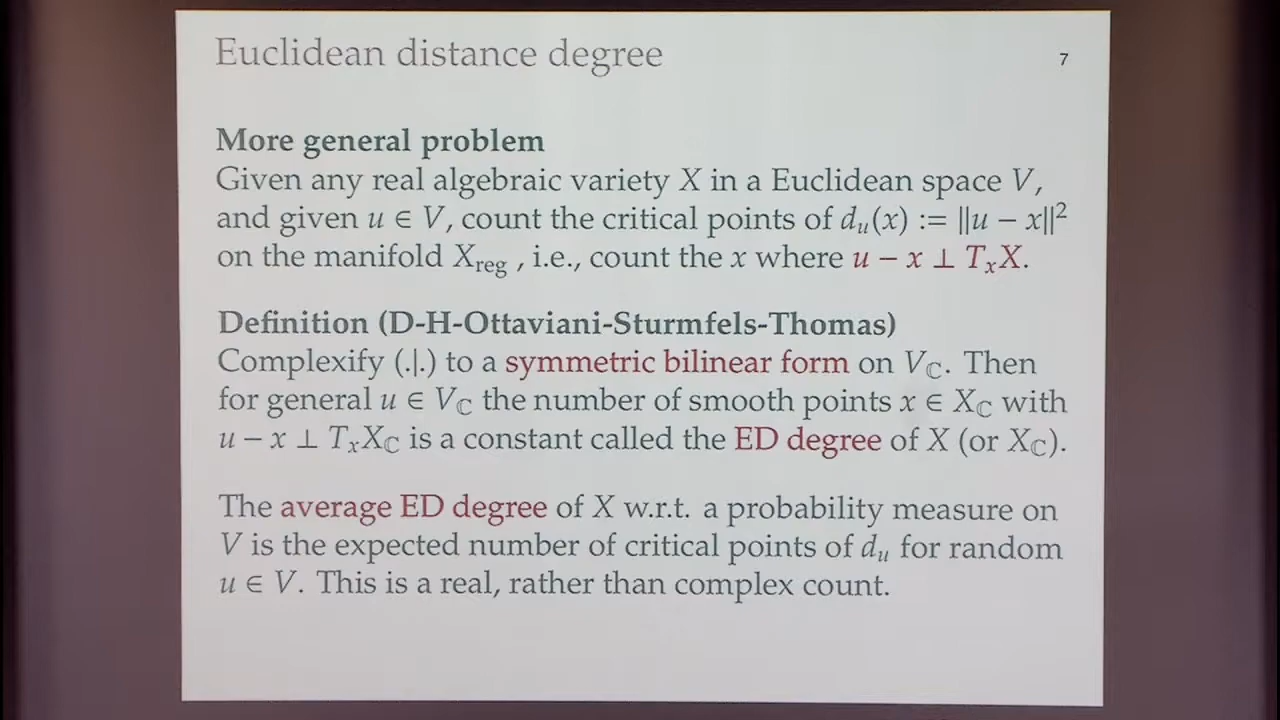 Euclidean distance degree
7
More general problem
Given any real algebraic variety X in a Euclidean space V,
and given u ∈ V, count the critical points of dᵤ(x) := ||u − x||²
on the manifold X_reg , i.e., count the x where u − x ⊥ TₓX.
Definition (D-H-Ottaviani-Sturmfels-Thomas)
Complexify (.|.) to a symmetric bilinear form on V_ℂ. Then
for general u ∈ V_ℂ the number of smooth points x ∈ X_ℂ with
u − x ⊥ TₓX_ℂ is a constant called the ED degree of X (or X_ℂ).
The average ED degree of X w.r.t. a probability measure on
V is the expected number of critical points of dᵤ for random
u ∈ V. This is a real, rather than complex count.